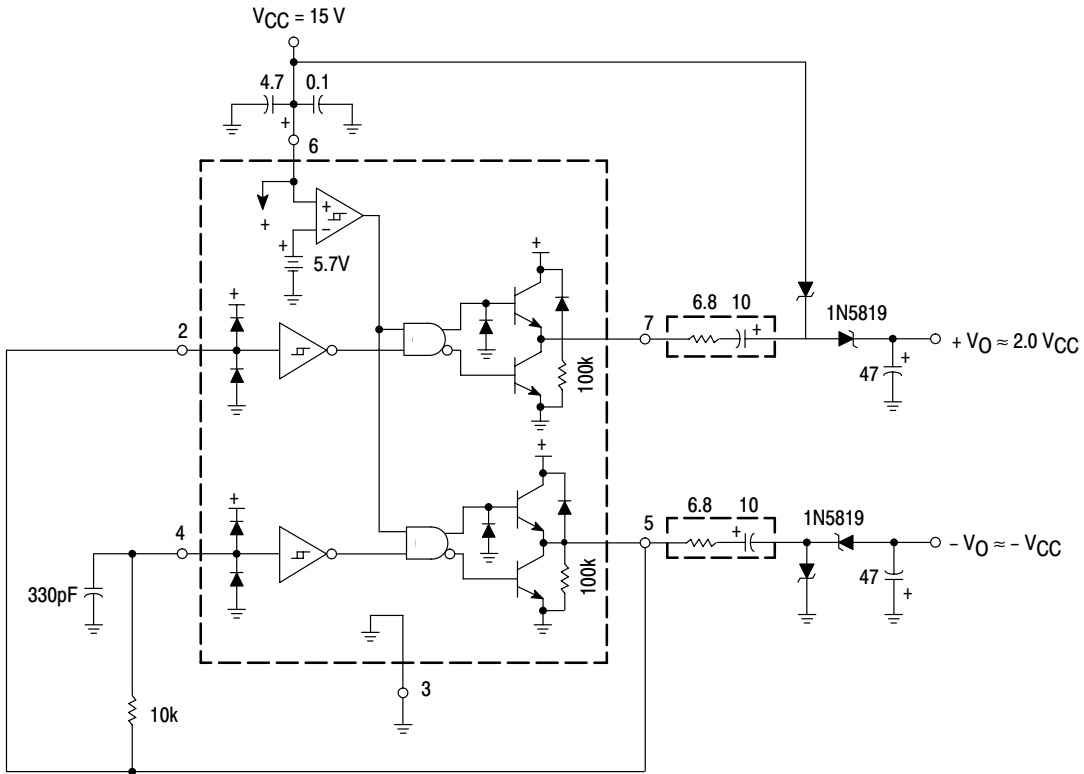 VCC = 15 V
4.7 0.1
+
6
+
+
−
+
5.7V
+
+
2
7
6.8 10
+
1N5819
+ VO ≈ 2.0 VCC
47
+
100k
+
+
4
5
6.8 10
+
1N5819
− VO ≈ − VCC
47
+
100k
330pF
3
10k